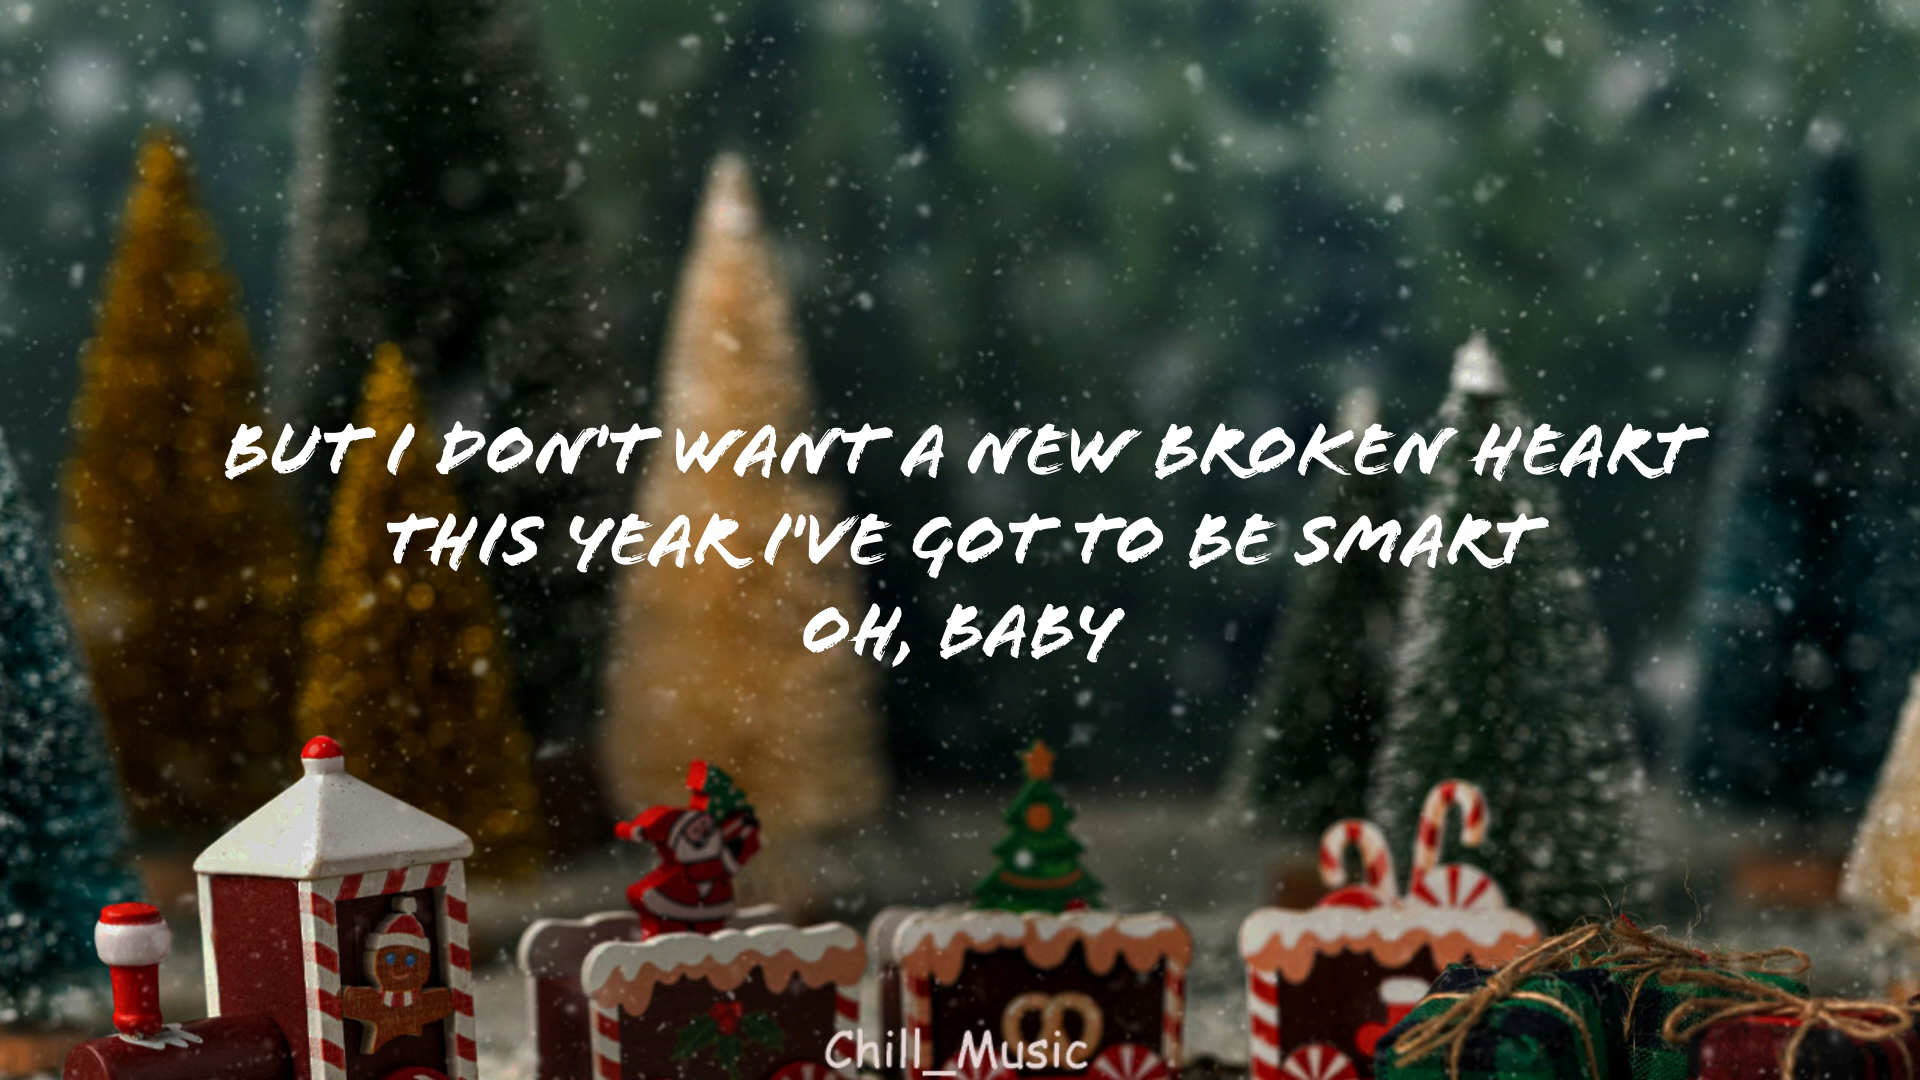 BUT I DON'T WANT A NEW BROKEN HEART
THIS YEAR I'VE GOT TO BE SMART
OH, BABY
Chill_Music